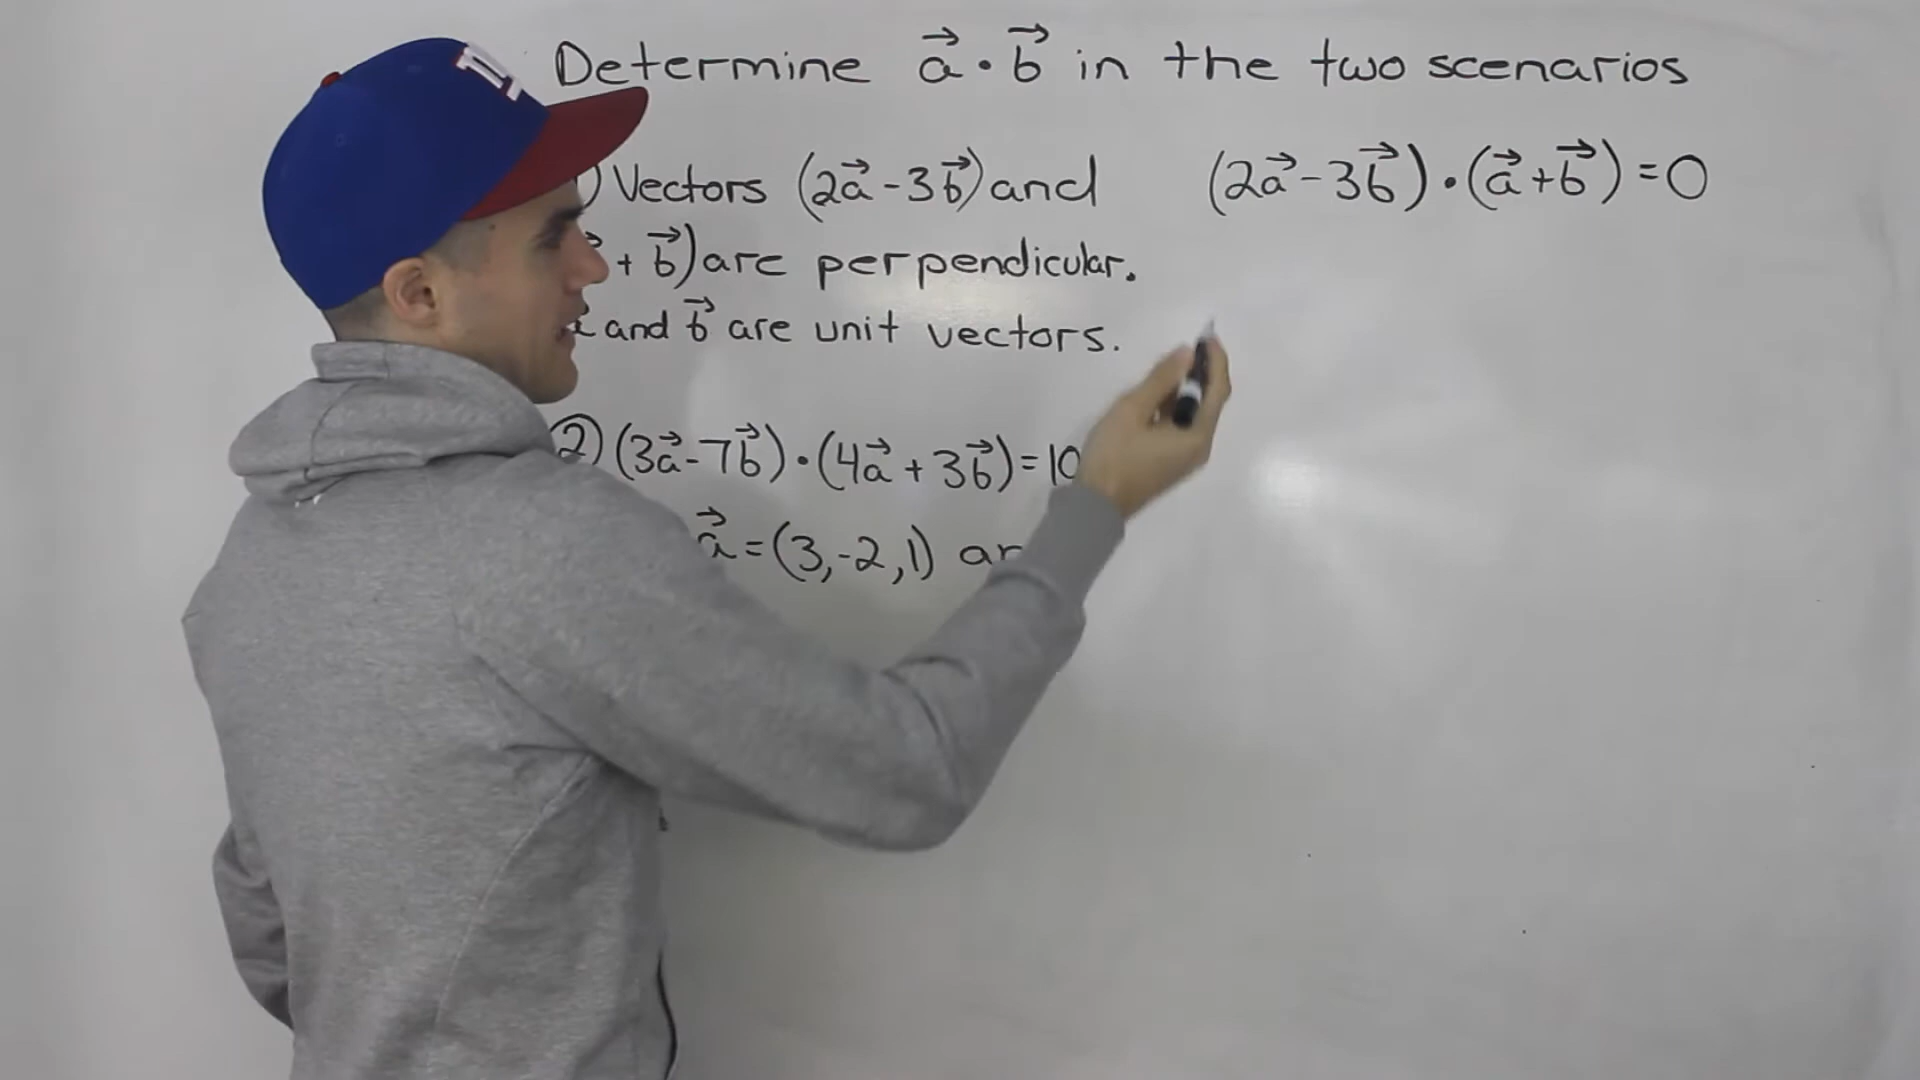 Determine a⃗ · b⃗ in the two scenarios
) Vectors (2a⃗ - 3b⃗) and
+ b⃗) are perpendicular.
and b⃗ are unit vectors.
(2a⃗ - 3b⃗) · (a⃗ + b⃗) = 0
② (3a⃗ - 7b⃗) · (4a⃗ + 3b⃗) = 10
a⃗ = (3, -2, 1)